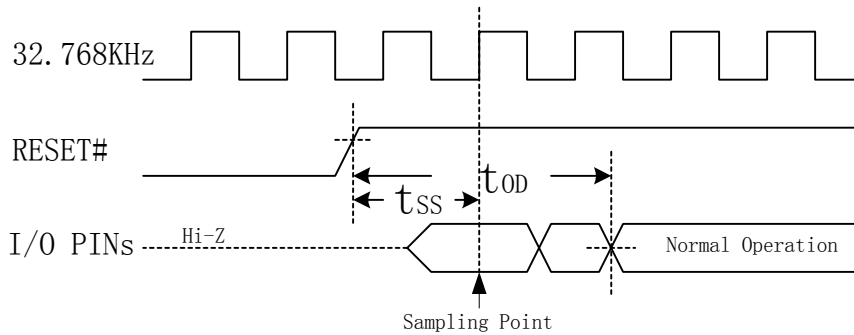 32.768KHz
RESET#
tOD
tSS
I/O PINs
Hi-Z
Normal Operation
Sampling Point